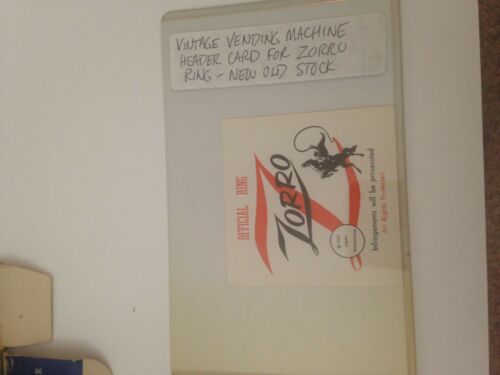 VINTAGE VENDING MACHINE
HEADER CARD FOR ZORRO
RING - NEW OLD STOCK
OFFICIAL RING
Z
ZORRO
Infringements will be prosecuted
All Rights Protected